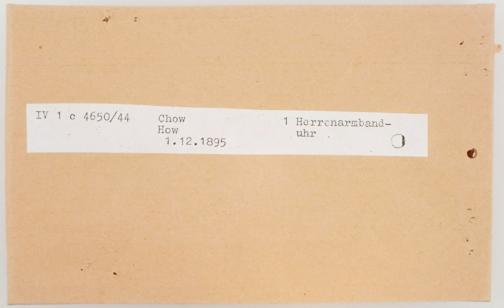 IV 1 c 4650/44 Chow 1 Herrenarmband-
How uhr
1.12.1895